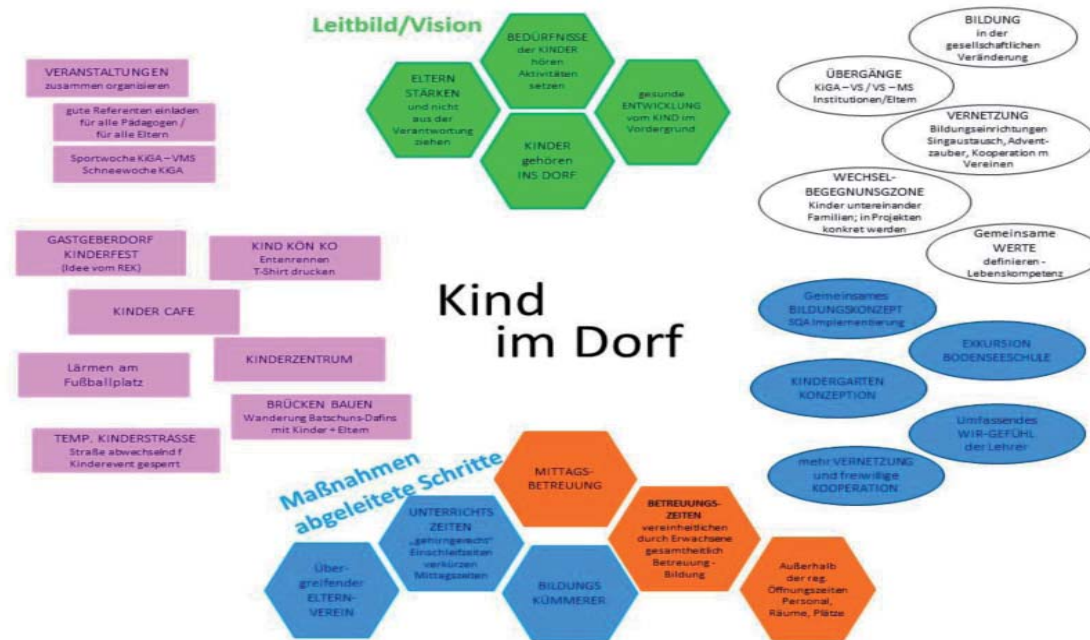 Leitbild/Vision
BEDÜRFNISSE
der KINDER
hören
Aktivitäten
setzen
ELTERN
STÄRKEN
und nicht
aus der
Verantwortung
ziehen
gesunde
ENTWICKLUNG
vom KIND im
Vordergrund
KINDER
gehören
INS DORF
VERANSTALTUNGEN
zusammen organisieren
gute Referenten einladen
für alle Pädagogen /
für alle Eltern
Sportwoche KiGA – VMS
Schneewoche KiGA
GASTGEBERDORF
KINDERFEST
(Idee vom REK)
KIND KÖN KO
Entenrennen
T-Shirt drucken
KINDER CAFE
KINDERZENTRUM
Lärmen am
Fußballplatz
BRÜCKEN BAUEN
Wanderung Batschuns-Dafins
mit Kinder + Eltern
TEMP. KINDERSTRASSE
Straße abwechselnd f
Kinderevent gesperrt
Kind
im Dorf
BILDUNG
in der
gesellschaftlichen
Veränderung
ÜBERGÄNGE
KiGA – VS / VS – MS
Institutionen/Eltern
VERNETZUNG
Bildungseinrichtungen
Singaustausch, Advent-
zauber, Kooperation m
Vereinen
WECHSEL-
BEGEGNUNSGZONE
Kinder untereinander
Familien; in Projekten
konkret werden
Gemeinsame
WERTE
definieren -
Lebenskompetenz
Gemeinsames
BILDUNGSKONZEPT
SQA Implementierung
EXKURSION
BODENSEESCHULE
KINDERGARTEN
KONZEPTION
Umfassendes
WIR-GEFÜHL
der Lehrer
mehr VERNETZUNG
und freiwillige
KOOPERATION
Maßnahmen
abgeleitete Schritte
MITTAGS-
BETREUUNG
UNTERRICHTS
ZEITEN
„gehirngerecht"
Einschleifzeiten
verkürzen
Mittagszeiten
BETREUUNGS-
ZEITEN
vereinheitlichen
durch Erwachsene
gesamtheitlich
Betreuung -
Bildung
Über-
greifender
ELTERN-
VEREIN
BILDUNGS
KÜMMERER
Außerhalb
der reg.
Öffnungszeiten
Personal,
Räume, Plätze